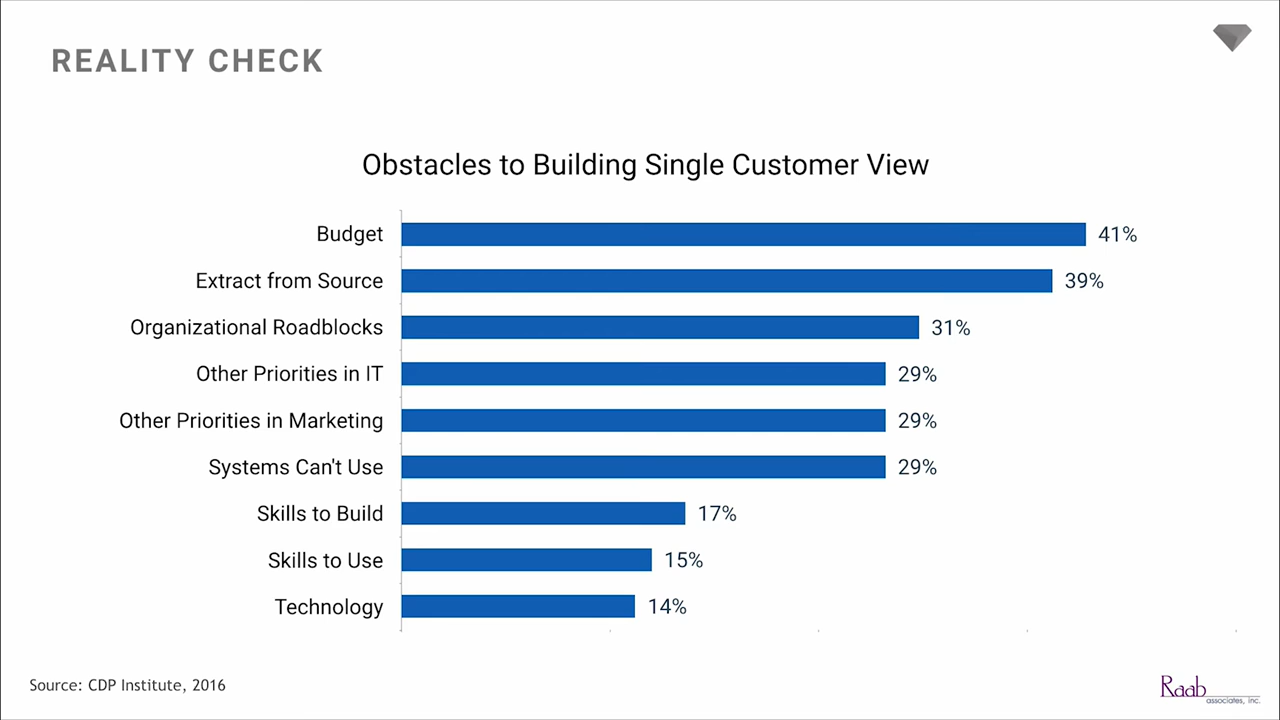 REALITY CHECK
Obstacles to Building Single Customer View
Budget 41%
Extract from Source 39%
Organizational Roadblocks 31%
Other Priorities in IT 29%
Other Priorities in Marketing 29%
Systems Can't Use 29%
Skills to Build 17%
Skills to Use 15%
Technology 14%
Source: CDP Institute, 2016
Raab
associates, inc.